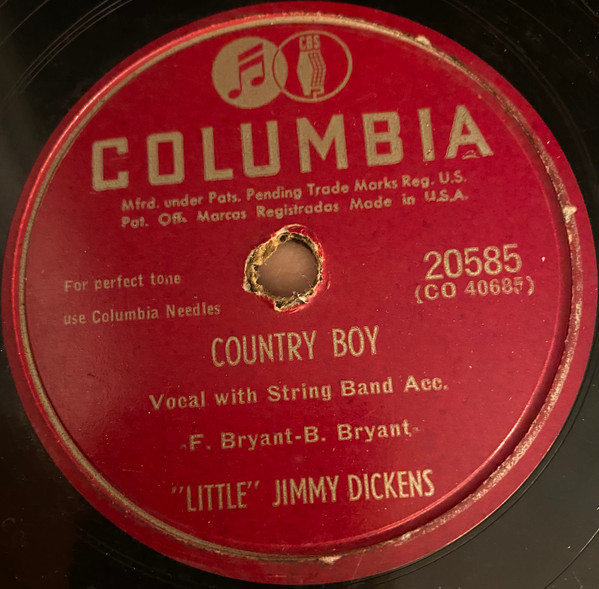 CBS
COLUMBIA
Mfrd. under Pats. Pending Trade Marks Reg. U.S.
Pat. Off. Marcas Registradas Made in U.S.A.
For perfect tone
use Columbia Needles
20585
(CO 40685)
COUNTRY BOY
Vocal with String Band Acc.
-F. Bryant-B. Bryant-
"LITTLE" JIMMY DICKENS